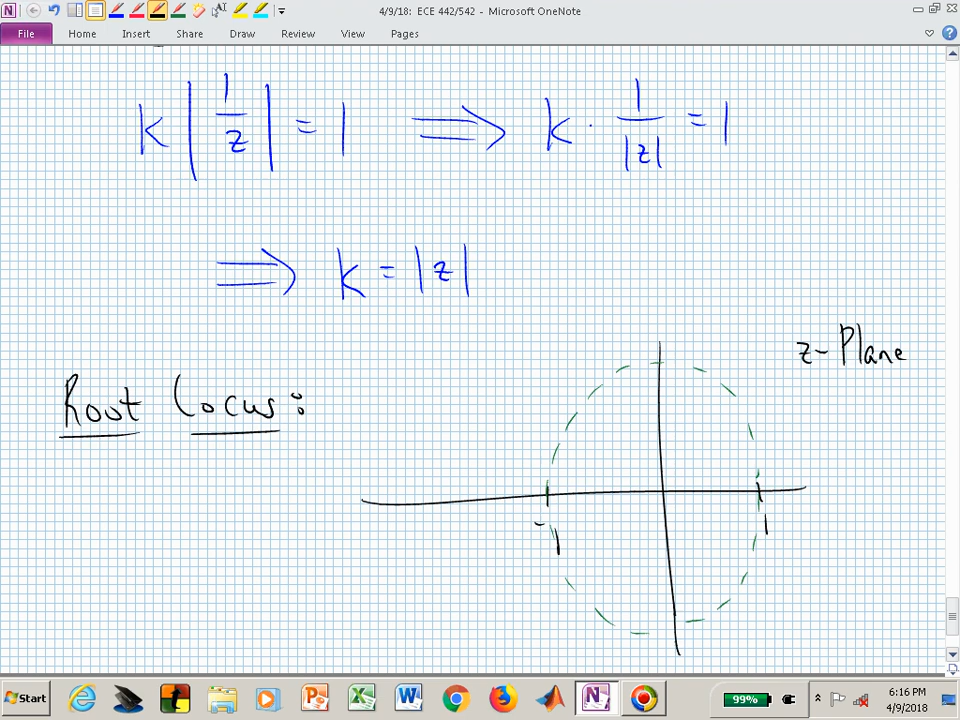 4/9/18: ECE 442/542 - Microsoft OneNote
File Home Insert Share Draw Review View Pages
k |1/z| = 1 ⟹ k · 1/|z| = 1
⟹ k = |z|
z-Plane
Root Locus:
-1 1
Start 99% 6:16 PM
4/9/2018